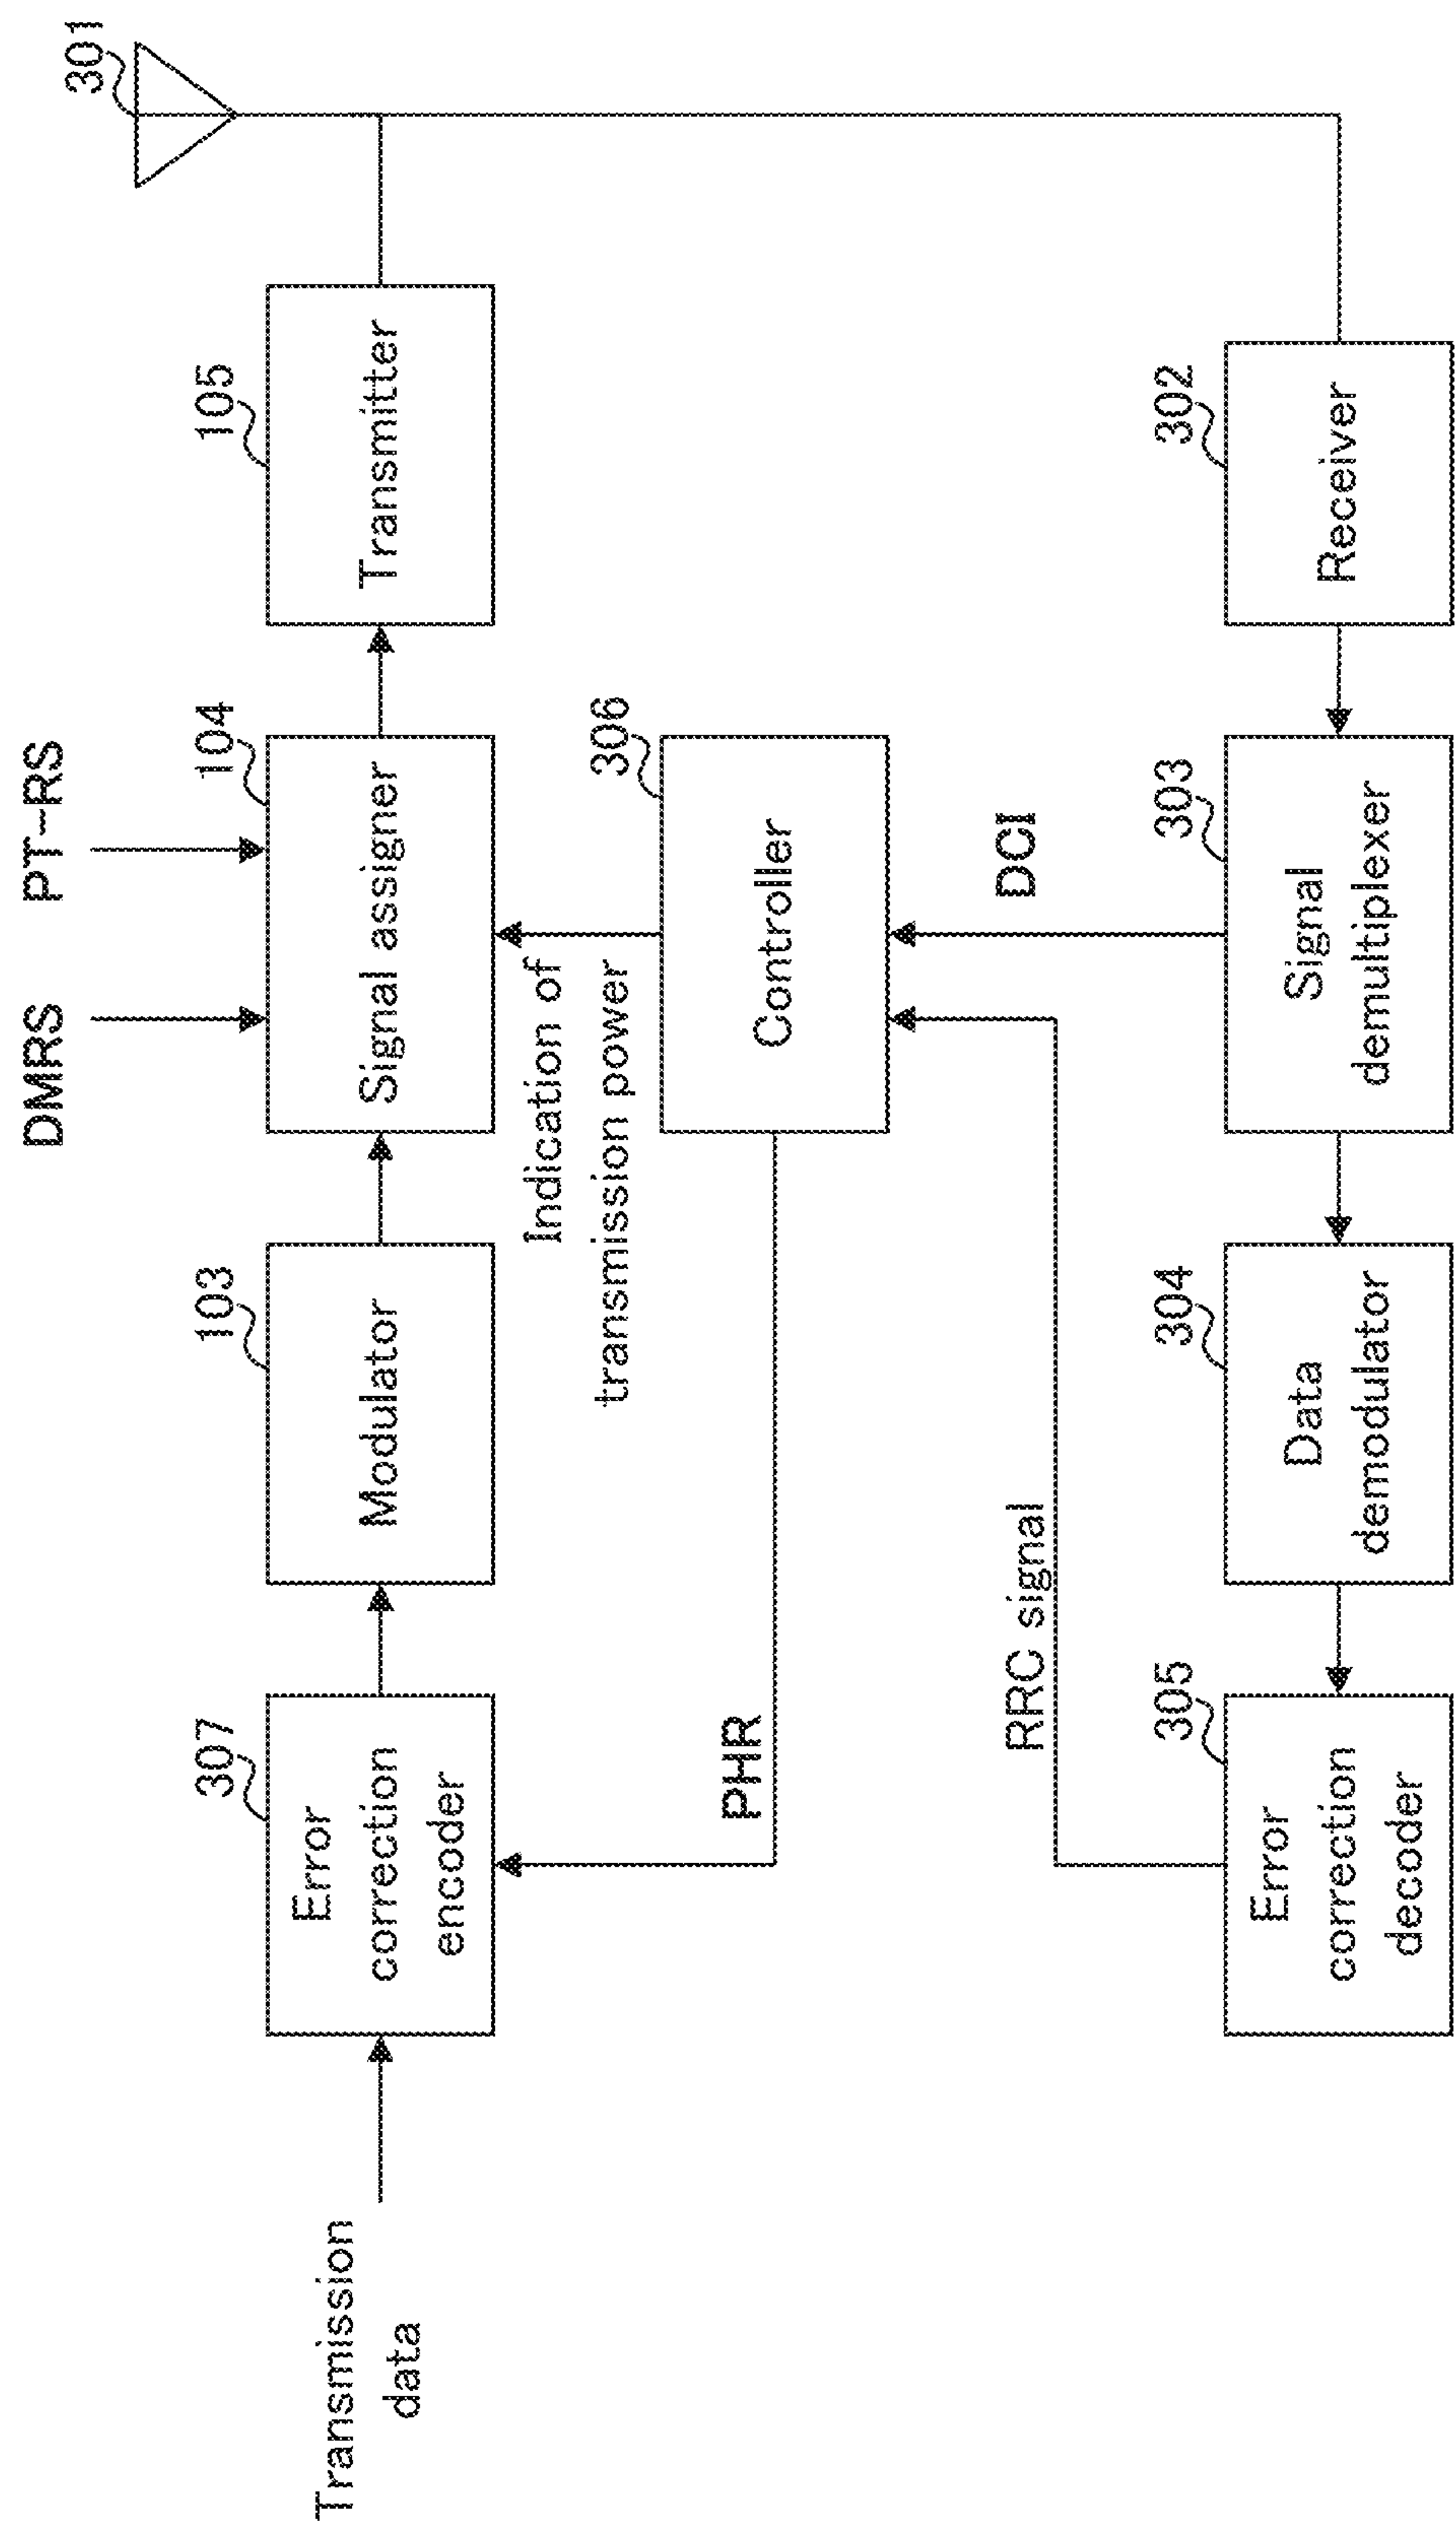 DMRS
PT-RS
301
307
103
104
105
Transmission
data
Error
correction
encoder
Modulator
Signal assigner
Transmitter
Indication of
transmission power
306
PHR
Controller
RRC signal
DCI
305
304
303
302
Error
correction
decoder
Data
demodulator
Signal
demultiplexer
Receiver